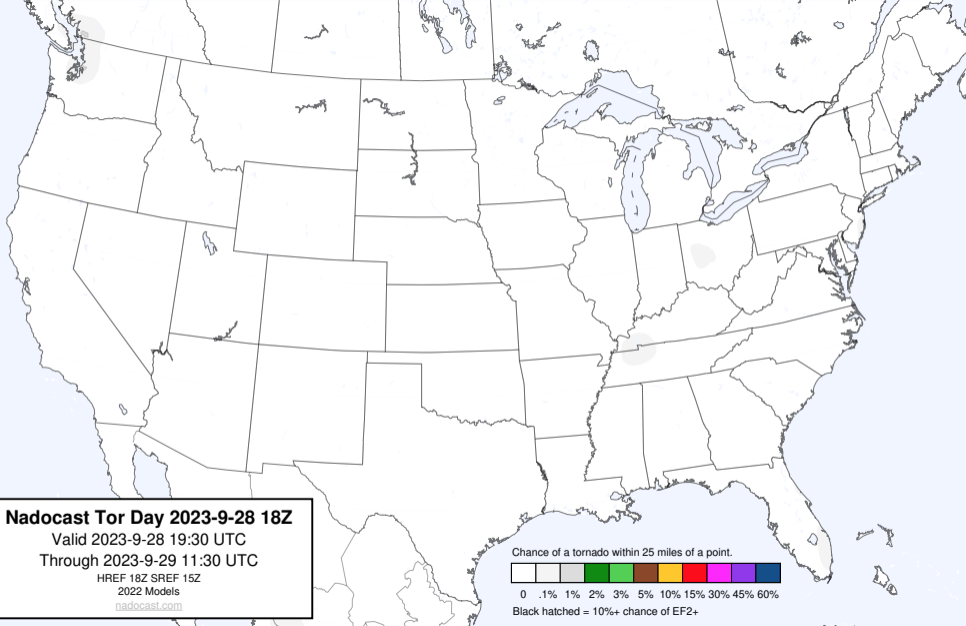 Nadocast Tor Day 2023-9-28 18Z
Valid 2023-9-28 19:30 UTC
Through 2023-9-29 11:30 UTC
HREF 18Z SREF 15Z
2022 Models
nadocast.com
Chance of a tornado within 25 miles of a point.
0 .1% 1% 2% 3% 5% 10% 15% 30% 45% 60%
Black hatched = 10%+ chance of EF2+